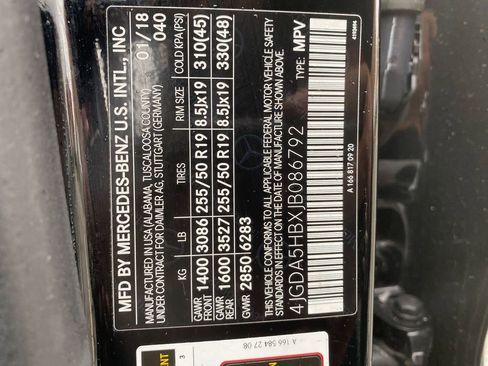 MFD BY MERCEDES-BENZ U.S. INTL., INC
MANUFACTURED IN USA (ALABAMA, TUSCALOOSA COUNTY) 01/18
UNDER CONTRACT FOR DAIMLER AG, STUTTGART (GERMANY) 040
KG LB TIRES RIM SIZE COLD KPA (PSI)
GAWR FRONT 1400 3086 255/50 R19 8.5Jx19 310(45)
GAWR REAR 1600 3527 255/50 R19 8.5Jx19 330(48)
GVWR 2850 6283
THIS VEHICLE CONFORMS TO ALL APPLICABLE FEDERAL MOTOR VEHICLE SAFETY
STANDARDS IN EFFECT ON THE DATE OF MANUFACTURE SHOWN ABOVE.
4JGDA5HBXJB086792 TYPE: MPV
A 166 817 09 20
A 166 584 27 08
3